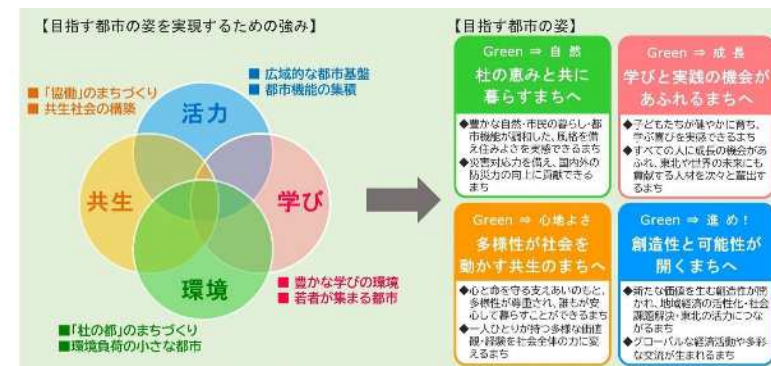 【目指す都市の姿を実現するための強み】
■「協働」のまちづくり
■ 共生社会の構築
■ 広域的な都市基盤
■ 都市機能の集積
活力
共生
学び
環境
■ 豊かな学びの環境
■ 若者が集まる都市
■「杜の都」のまちづくり
■環境負荷の小さな都市
【目指す都市の姿】
Green ⇒ 自 然
杜の恵みと共に
暮らすまちへ
◆豊かな自然・市民の暮らし・都
市機能が調和した、風格を備
え住みよさを実感できるまち
◆災害対応力を備え、国内外の
防災力の向上に貢献できる
まち
Green ⇒ 成 長
学びと実践の機会が
あふれるまちへ
◆子どもたちが健やかに育ち、
学ぶ喜びを実感できるまち
◆すべての人に成長の機会があ
ふれ、東北や世界の未来にも
貢献する人材を次々と輩出す
るまち
Green ⇒ 心地よさ
多様性が社会を
動かす共生のまちへ
◆心と命を守る支えあいのもと、
多様性が尊重され、誰もが安
心して暮らすことができるまち
◆一人ひとりが持つ多様な価値
観・経験を社会全体の力に変
えるまち
Green ⇒ 進 め！
創造性と可能性が
開くまちへ
◆新たな価値を生む創造性が開
かれ、地域経済の活性化・社会
課題解決・東北の活力につな
がるまち
◆グローバルな経済活動や多彩
な交流が生まれるまち